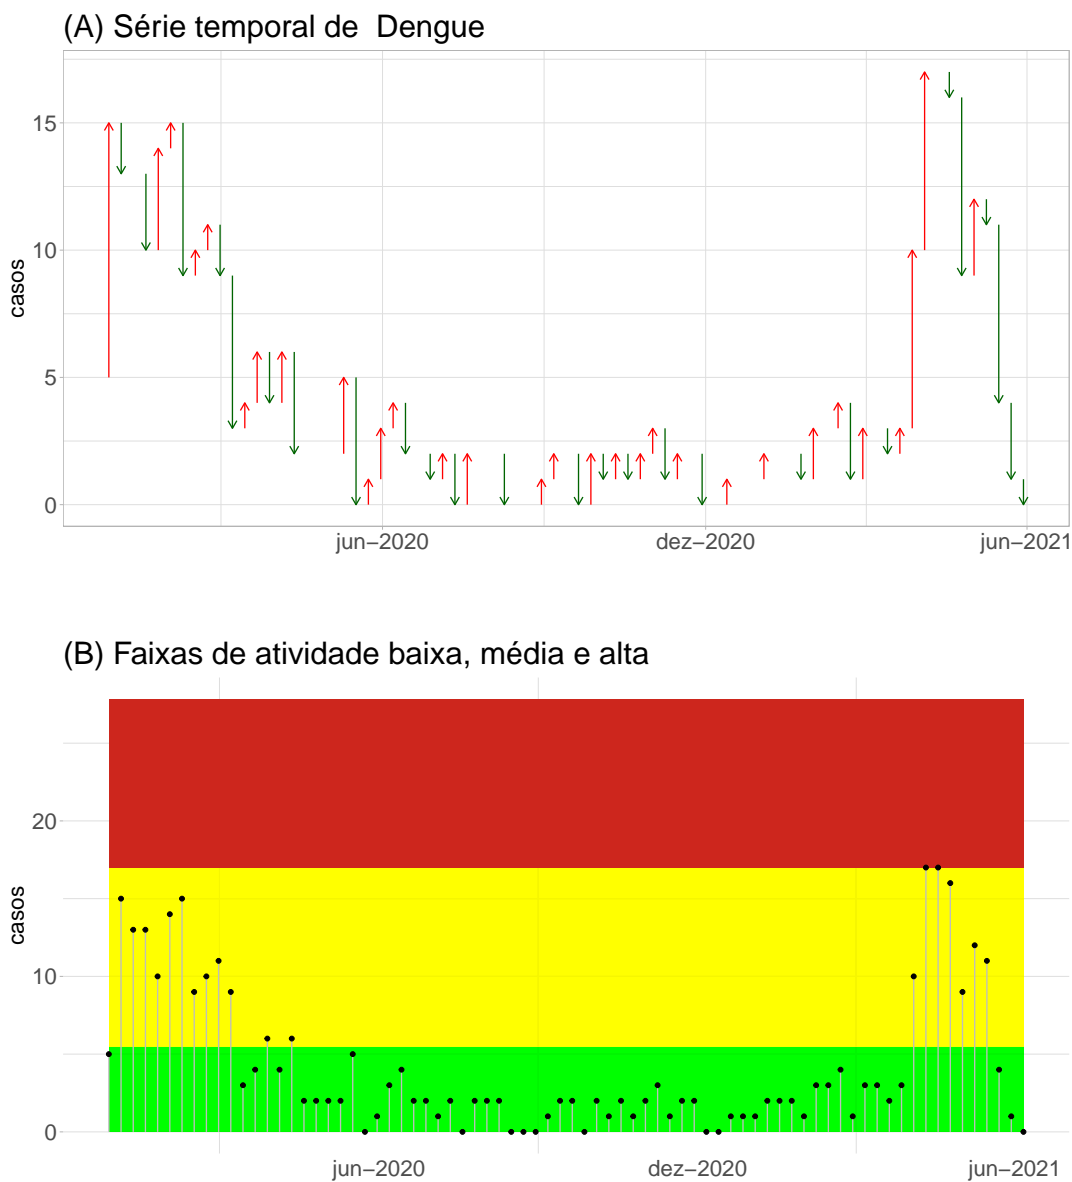 (A) Série temporal de  Dengue
casos
15
10
5
0
jun−2020
dez−2020
jun−2021
(B) Faixas de atividade baixa, média e alta
casos
20
10
0
jun−2020
dez−2020
jun−2021